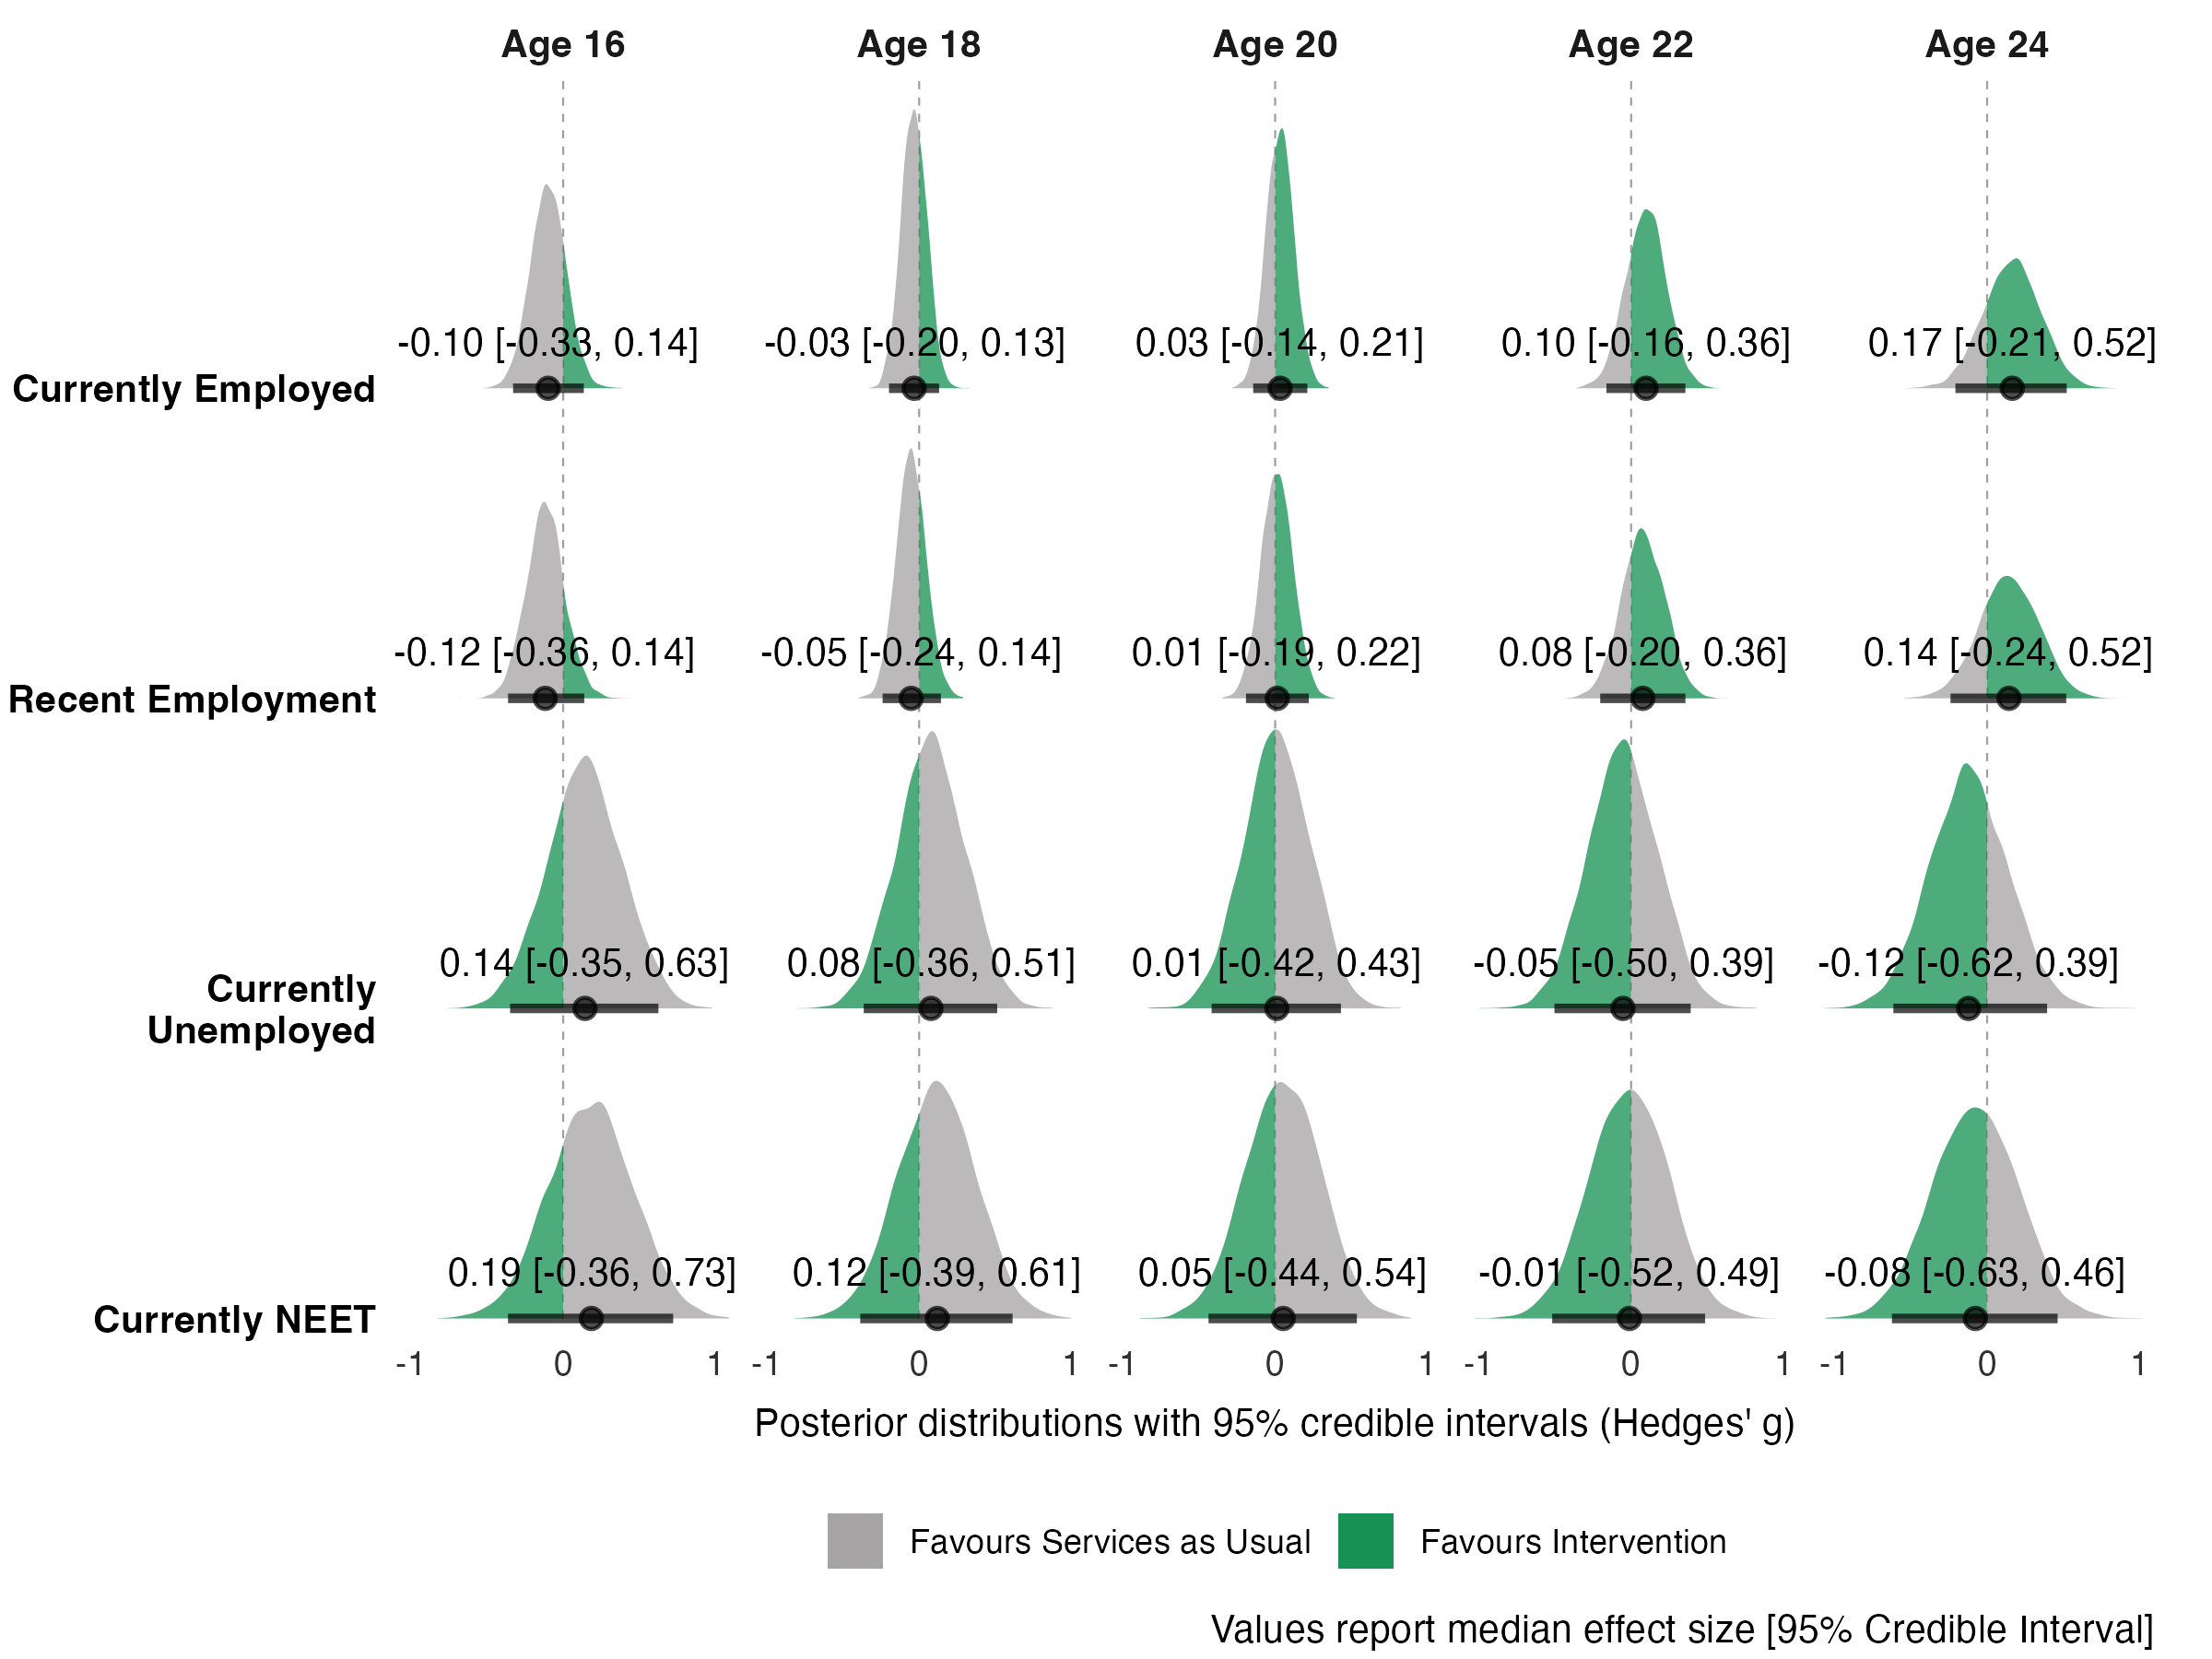 Age 16 Age 18 Age 20 Age 22 Age 24
-0.10 [-0.33, 0.14] -0.03 [-0.20, 0.13] 0.03 [-0.14, 0.21] 0.10 [-0.16, 0.36] 0.17 [-0.21, 0.52]
Currently Employed
-0.12 [-0.36, 0.14] -0.05 [-0.24, 0.14] 0.01 [-0.19, 0.22] 0.08 [-0.20, 0.36] 0.14 [-0.24, 0.52]
Recent Employment
0.14 [-0.35, 0.63] 0.08 [-0.36, 0.51] 0.01 [-0.42, 0.43] -0.05 [-0.50, 0.39] -0.12 [-0.62, 0.39]
Currently
Unemployed
0.19 [-0.36, 0.73] 0.12 [-0.39, 0.61] 0.05 [-0.44, 0.54] -0.01 [-0.52, 0.49] -0.08 [-0.63, 0.46]
Currently NEET
-1 0 1 -1 0 1 -1 0 1 -1 0 1 -1 0 1
Posterior distributions with 95% credible intervals (Hedges' g)
Favours Services as Usual Favours Intervention
Values report median effect size [95% Credible Interval]